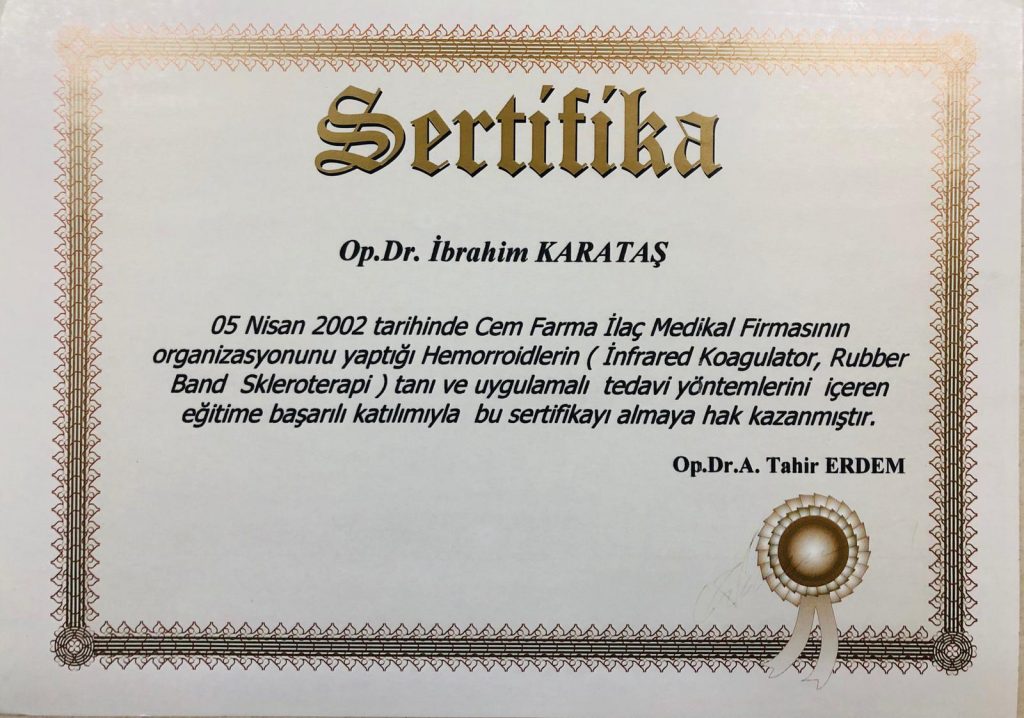 Sertifika
Op.Dr. İbrahim KARATAŞ
05 Nisan 2002 tarihinde Cem Farma İlaç Medikal Firmasının
organizasyonunu yaptığı Hemorroidlerin ( İnfrared Koagulator, Rubber
Band Skleroterapi ) tanı ve uygulamalı tedavi yöntemlerini içeren
eğitime başarılı katılımıyla bu sertifikayı almaya hak kazanmıştır.
Op.Dr.A. Tahir ERDEM